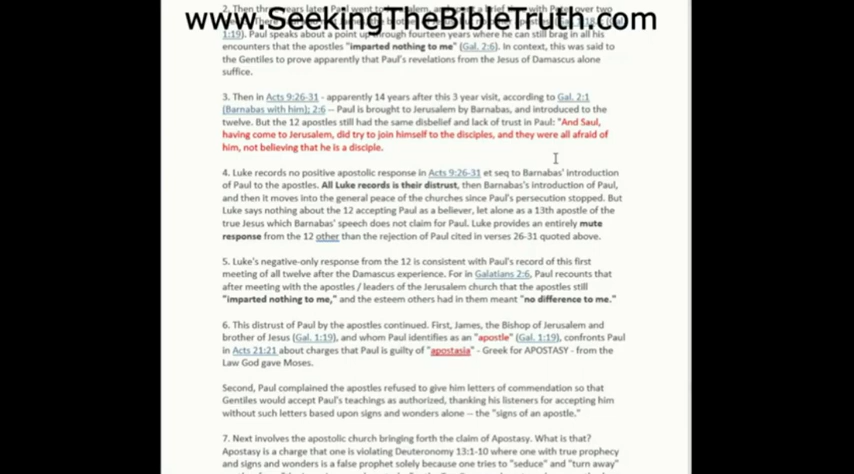 www.SeekingTheBibleTruth.com
1:19). Paul speaks about a point up through fourteen years where he can still brag in all his
encounters that the apostles "imparted nothing to me" (Gal. 2:6). In context, this was said to
the Gentiles to prove apparently that Paul's revelations from the Jesus of Damascus alone
suffice.
3. Then in Acts 9:26-31 - apparently 14 years after this 3 year visit, according to Gal. 2:1
(Barnabas with him); 2:6 -- Paul is brought to Jerusalem by Barnabas, and introduced to the
twelve. But the 12 apostles still had the same disbelief and lack of trust in Paul: "And Saul,
having come to Jerusalem, did try to join himself to the disciples, and they were all afraid of
him, not believing that he is a disciple.
4. Luke records no positive apostolic response in Acts 9:26-31 et seq to Barnabas' introduction
of Paul to the apostles. All Luke records is their distrust, then Barnabas's introduction of Paul,
and then it moves into the general peace of the churches since Paul's persecution stopped. But
Luke says nothing about the 12 accepting Paul as a believer, let alone as a 13th apostle of the
true Jesus which Barnabas' speech does not claim for Paul. Luke provides an entirely mute
response from the 12 other than the rejection of Paul cited in verses 26-31 quoted above.
5. Luke's negative-only response from the 12 is consistent with Paul's record of this first
meeting of all twelve after the Damascus experience. For in Galatians 2:6, Paul recounts that
after meeting with the apostles / leaders of the Jerusalem church that the apostles still
"imparted nothing to me," and the esteem others had in them meant "no difference to me."
6. This distrust of Paul by the apostles continued. First, James, the Bishop of Jerusalem and
brother of Jesus (Gal. 1:19), and whom Paul identifies as an "apostle" (Gal. 1:19), confronts Paul
in Acts 21:21 about charges that Paul is guilty of "apostasia" - Greek for APOSTASY - from the
Law God gave Moses.
Second, Paul complained the apostles refused to give him letters of commendation so that
Gentiles would accept Paul's teachings as authorized, thanking his listeners for accepting him
without such letters based upon signs and wonders alone -- the "signs of an apostle."
7. Next involves the apostolic church bringing forth the claim of Apostasy. What is that?
Apostasy is a charge that one is violating Deuteronomy 13:1-10 where one with true prophecy
and signs and wonders is a false prophet solely because one tries to "seduce" and "turn away"